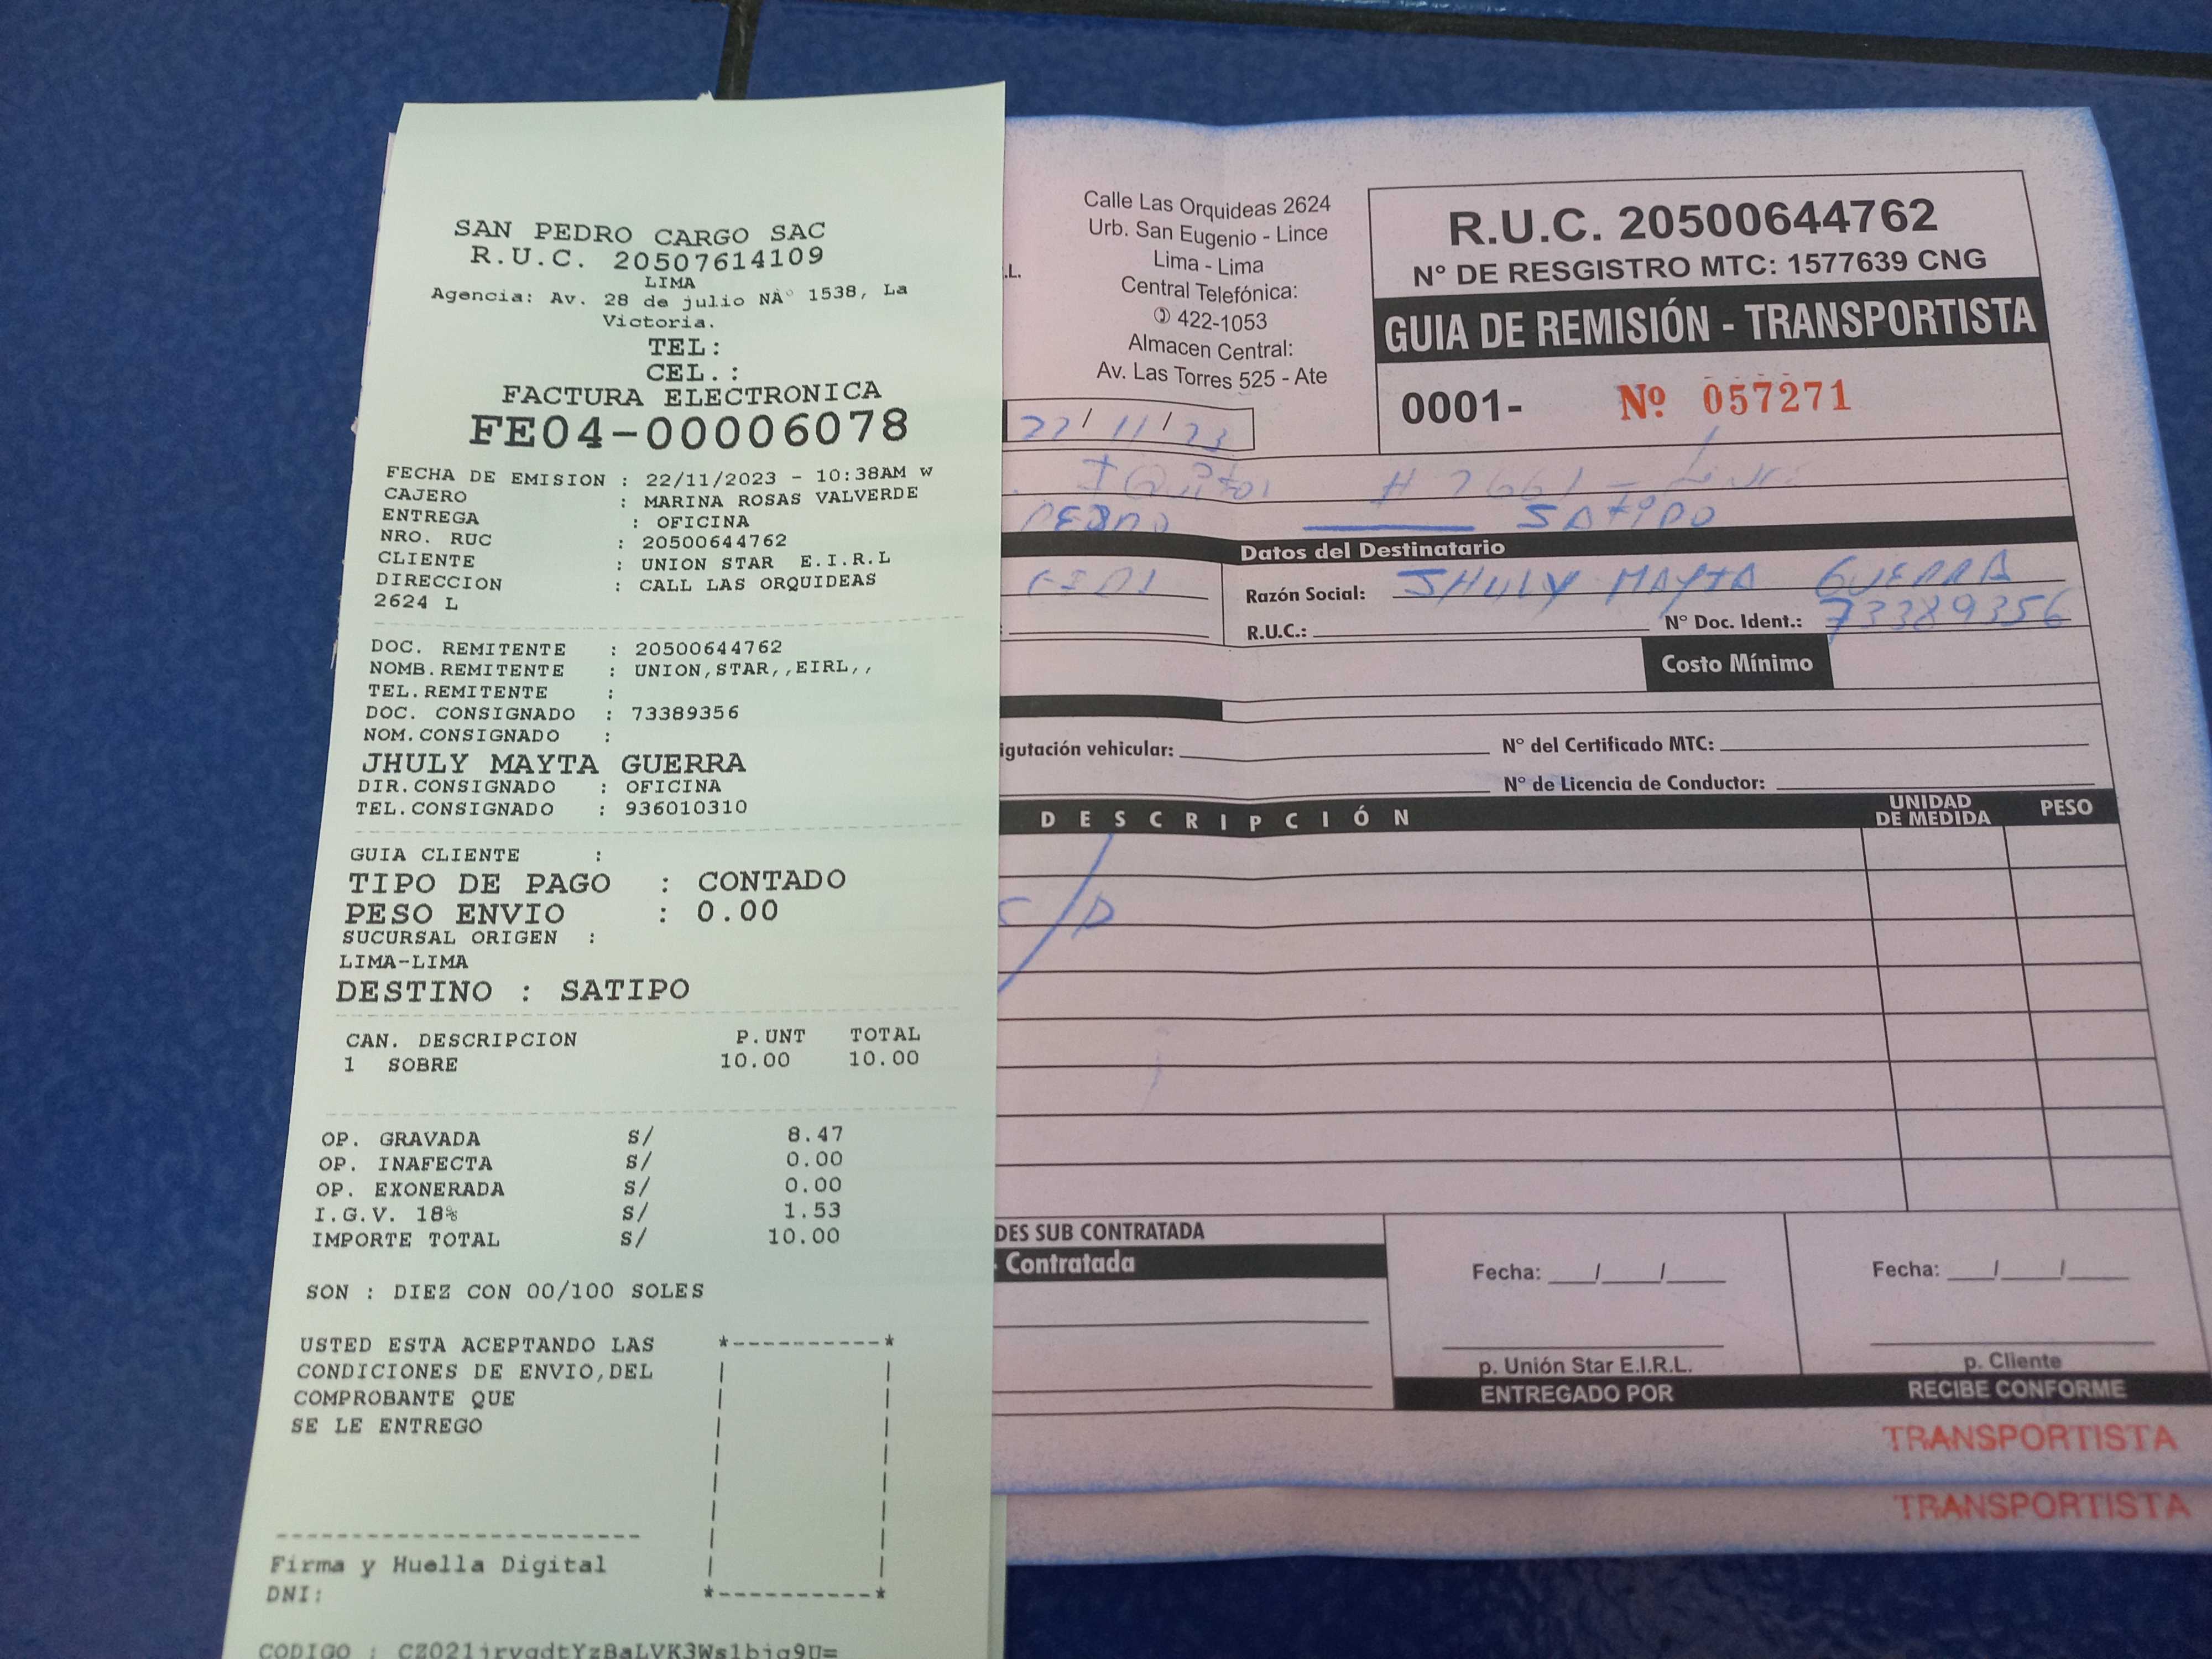 SAN PEDRO CARGO SAC
R.U.C. 20507614109
LIMA
Agencia: Av. 28 de julio NÂ° 1538, La
Victoria.
TEL:
CEL.:
FACTURA ELECTRONICA
FE04-00006078
FECHA DE EMISION : 22/11/2023 - 10:38AM w
CAJERO : MARINA ROSAS VALVERDE
ENTREGA : OFICINA
NRO. RUC : 20500644762
CLIENTE : UNION STAR E.I.R.L
DIRECCION : CALL LAS ORQUIDEAS
2624 L
DOC. REMITENTE : 20500644762
NOMB.REMITENTE : UNION,STAR,,EIRL,,
TEL.REMITENTE :
DOC. CONSIGNADO : 73389356
NOM.CONSIGNADO :
JHULY MAYTA GUERRA
DIR.CONSIGNADO : OFICINA
TEL.CONSIGNADO : 936010310
GUIA CLIENTE :
TIPO DE PAGO : CONTADO
PESO ENVIO : 0.00
SUCURSAL ORIGEN :
LIMA-LIMA
DESTINO : SATIPO
CAN. DESCRIPCION P.UNT TOTAL
1 SOBRE 10.00 10.00
OP. GRAVADA S/ 8.47
OP. INAFECTA S/ 0.00
OP. EXONERADA S/ 0.00
I.G.V. 18% S/ 1.53
IMPORTE TOTAL S/ 10.00
SON : DIEZ CON 00/100 SOLES
USTED ESTA ACEPTANDO LAS
CONDICIONES DE ENVIO,DEL
COMPROBANTE QUE
SE LE ENTREGO
Firma y Huella Digital
DNI:
CODIGO :
.L.
Calle Las Orquideas 2624
Urb. San Eugenio - Lince
Lima - Lima
Central Telefónica:
422-1053
Almacen Central:
Av. Las Torres 525 - Ate
R.U.C. 20500644762
N° DE RESGISTRO MTC: 1577639 CNG
GUIA DE REMISIÓN - TRANSPORTISTA
0001- Nº 057271
22/11/23
PEDRO SATIPO
Datos del Destinatario
Razón Social: JHULY MAYTA GUERRA
R.U.C.: N° Doc. Ident.: 73389356
Costo Mínimo
igutación vehicular: N° del Certificado MTC:
N° de Licencia de Conductor:
DESCRIPCIÓN UNIDAD DE MEDIDA PESO
DES SUB CONTRATADA
Contratada
Fecha: __/__/__ Fecha: __/__/__
p. Unión Star E.I.R.L. p. Cliente
ENTREGADO POR RECIBE CONFORME
TRANSPORTISTA
TRANSPORTISTA